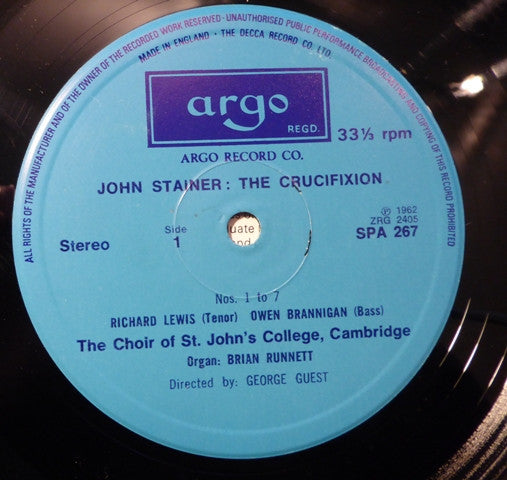 ALL RIGHTS OF THE MANUFACTURER AND OF THE OWNER OF THE RECORDED WORK RESERVED · UNAUTHORISED PUBLIC PERFORMANCE BROADCASTING AND COPYING OF THIS RECORD PROHIBITED
MADE IN ENGLAND · THE DECCA RECORD CO. LTD.
argo
REGD.
33⅓ rpm
ARGO RECORD CO.
JOHN STAINER: THE CRUCIFIXION
Stereo
Side
1
℗ 1962
ZRG 2405
SPA 267
uate
and
Nos. 1 to 7
RICHARD LEWIS (Tenor) OWEN BRANNIGAN (Bass)
The Choir of St. John's College, Cambridge
Organ: BRIAN RUNNETT
Directed by: GEORGE GUEST